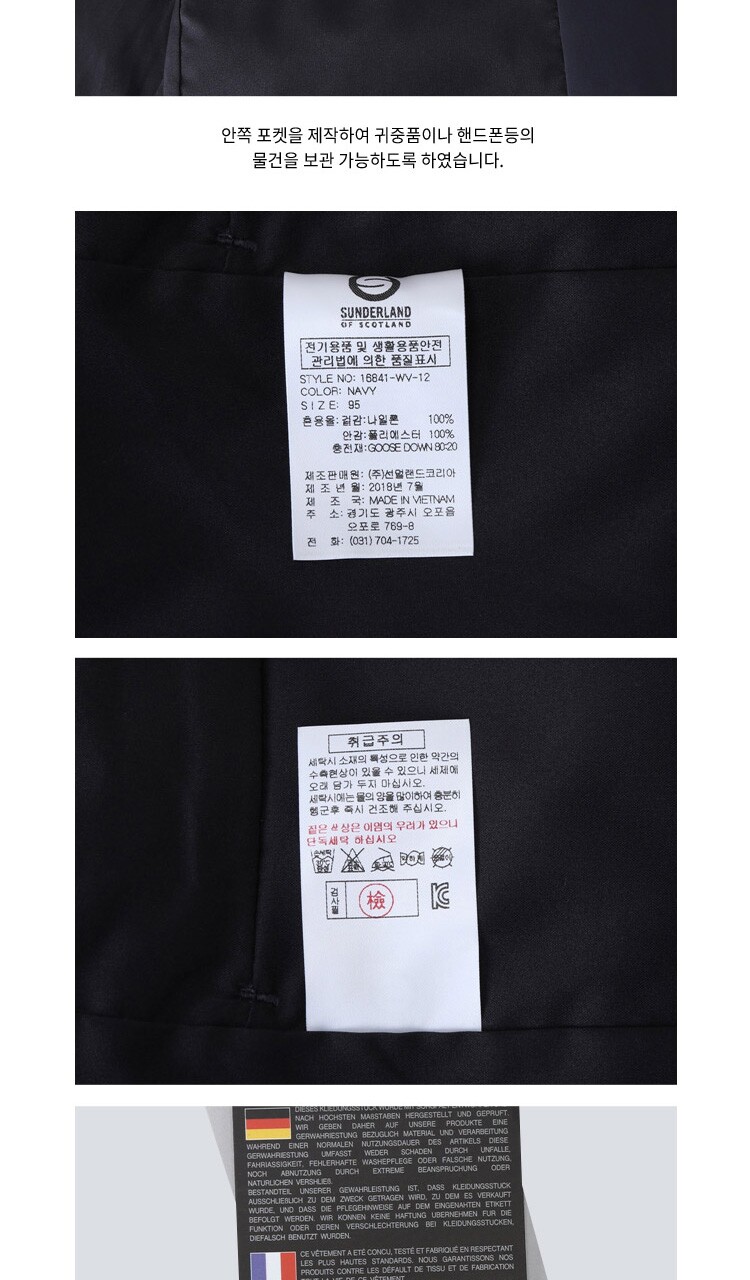 안쪽 포켓을 제작하여 귀중품이나 핸드폰등의
물건을 보관 가능하도록 하였습니다.
SUNDERLAND
OF SCOTLAND
전기용품 및 생활용품안전
관리법에 의한 품질표시
STYLE NO: 16841-WV-12
COLOR: NAVY
SIZE: 95
혼용율: 겉감:나일론 100%
안감:폴리에스터 100%
충전재:GOOSE DOWN 80:20
제조판매원: (주)선덜랜드코리아
제 조 년 월: 2018년 7월
제 조 국: MADE IN VIETNAM
주 소: 경기도 광주시 오포읍
오포로 769-8
전 화: (031) 704-1725
취급주의
세탁시 소재의 특성으로 인한 약간의
수축현상이 있을 수 있으니 세제에
오래 담가 두지 마십시오.
세탁시에는 물의 양을 많이하여 충분히
헹군후 즉시 건조해 주십시오.
짙은 색상은 이염의 우려가 있으니
단독세탁 하십시오
검사필
檢
DIESES KLEIDUNGSSTÜCK WURDE MIT
NACH HOCHSTEN MAßSTABEN HERGESTELLT UND GEPRUFT.
WIR GEBEN DAHER AUF UNSERE PRODUKTE EINE
GERWAHRIESTUNG BEZUGLICH MATERIAL UND VERARBEITUNG
WAHREND EINER NORMALEN NUTZUNGSDAUER DES ARTIKELS DIESE
GERWAHRIESTUNG UMFASST WEDER SCHADEN DURCH UNFALLE,
FAHRIASSIGKEIT, FEHLERHAFTE WASHEPFLEGE ODER FALSCHE NUTZUNG,
NOCH ABNUTZUNG DURCH EXTREME BEANSPRUCHUNG ODER
NATURLICHEN VERSHLIEß.
BESTANDTEIL UNSERER GEWAHRLEISTUNG IST, DASS KLEIDUNGSSTUCK
AUSSCHLIEßLICH ZU DEM ZWECK GETRAGEN WIRD, ZU DEM ES VERKAUFT
WURDE, UND DASS DIE PFLEGEHINWEISE AUF DEM EINGENAHTEN ETIKETT
BEFOLGT WERDEN. WIR KONNEN KEINE HAFTUNG UBERNEHMEN FUR DIE
FUNKTION ODER DEREN VERSCHLECHTERUNG BEI KLEIDUNGSSTUCKEN,
DIEFALSCH BENUTZT WURDEN.
CE VÊTEMENT A ETÉ CONCU, TESTÉ ET FABRIQUÉ EN RESPECTANT
LES PLUS HASTES STANDARDS. NOUS GARANTISSONS NOS
PRODUITS CONTRE LES DÉFAULT DE TISSU ET DE FABRICATION